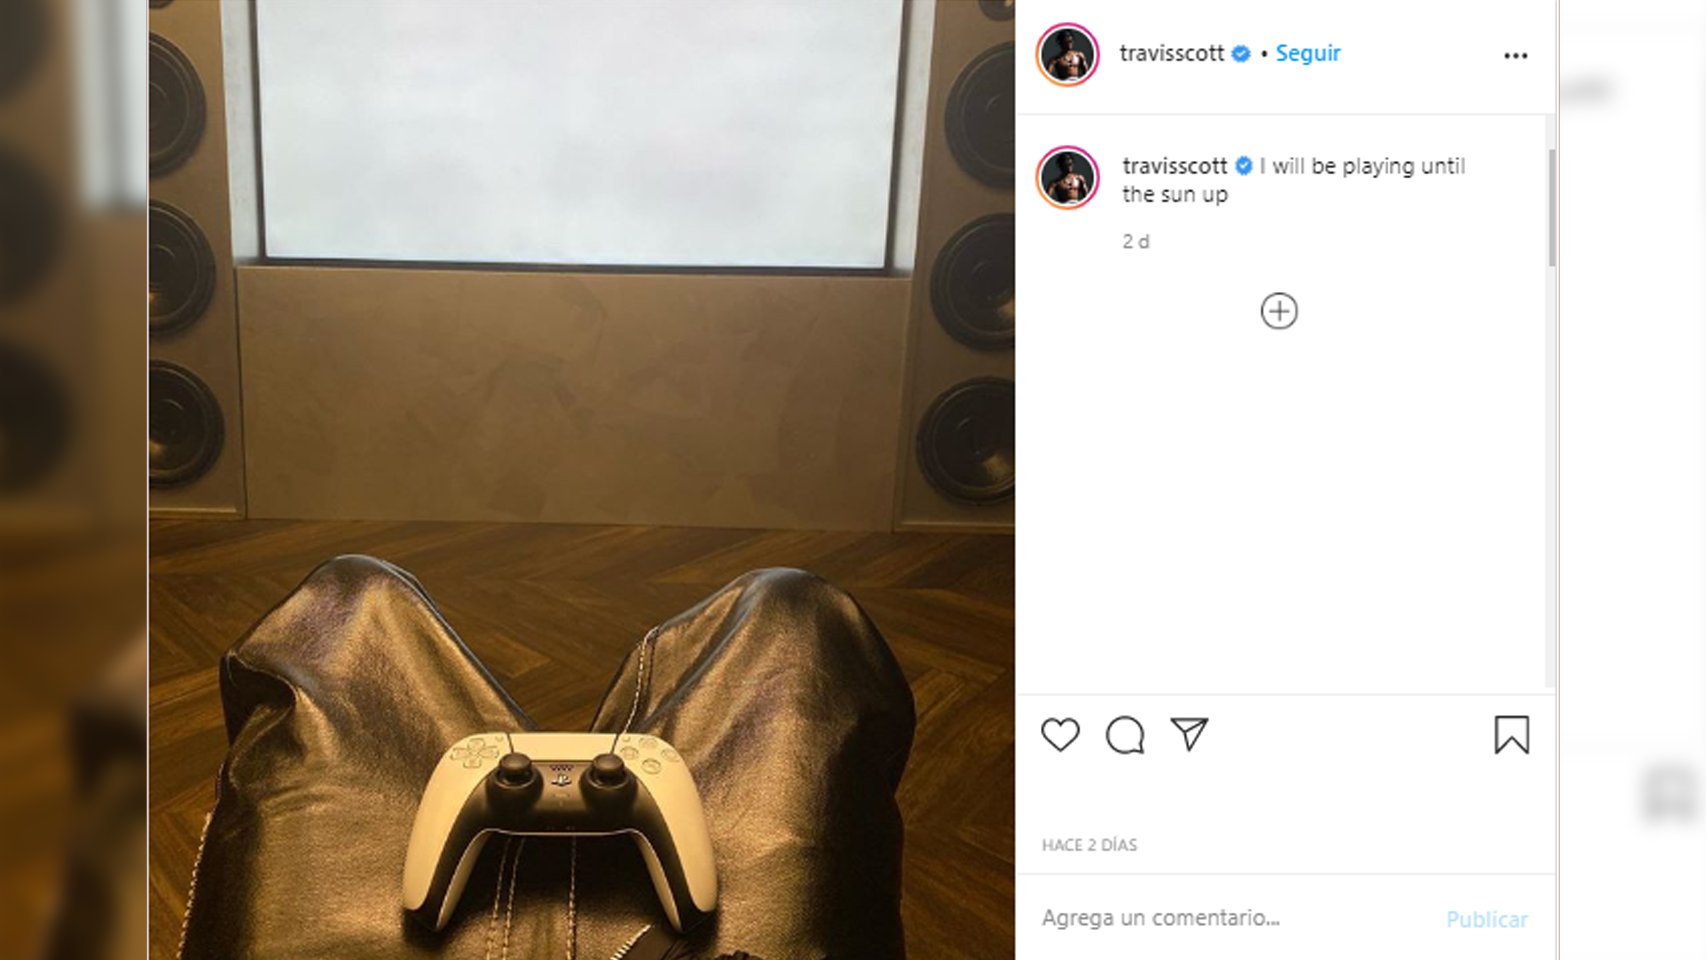 travisscott • Seguir
travisscott I will be playing until
the sun up
2 d
HACE 2 DÍAS
Agrega un comentario...
Publicar